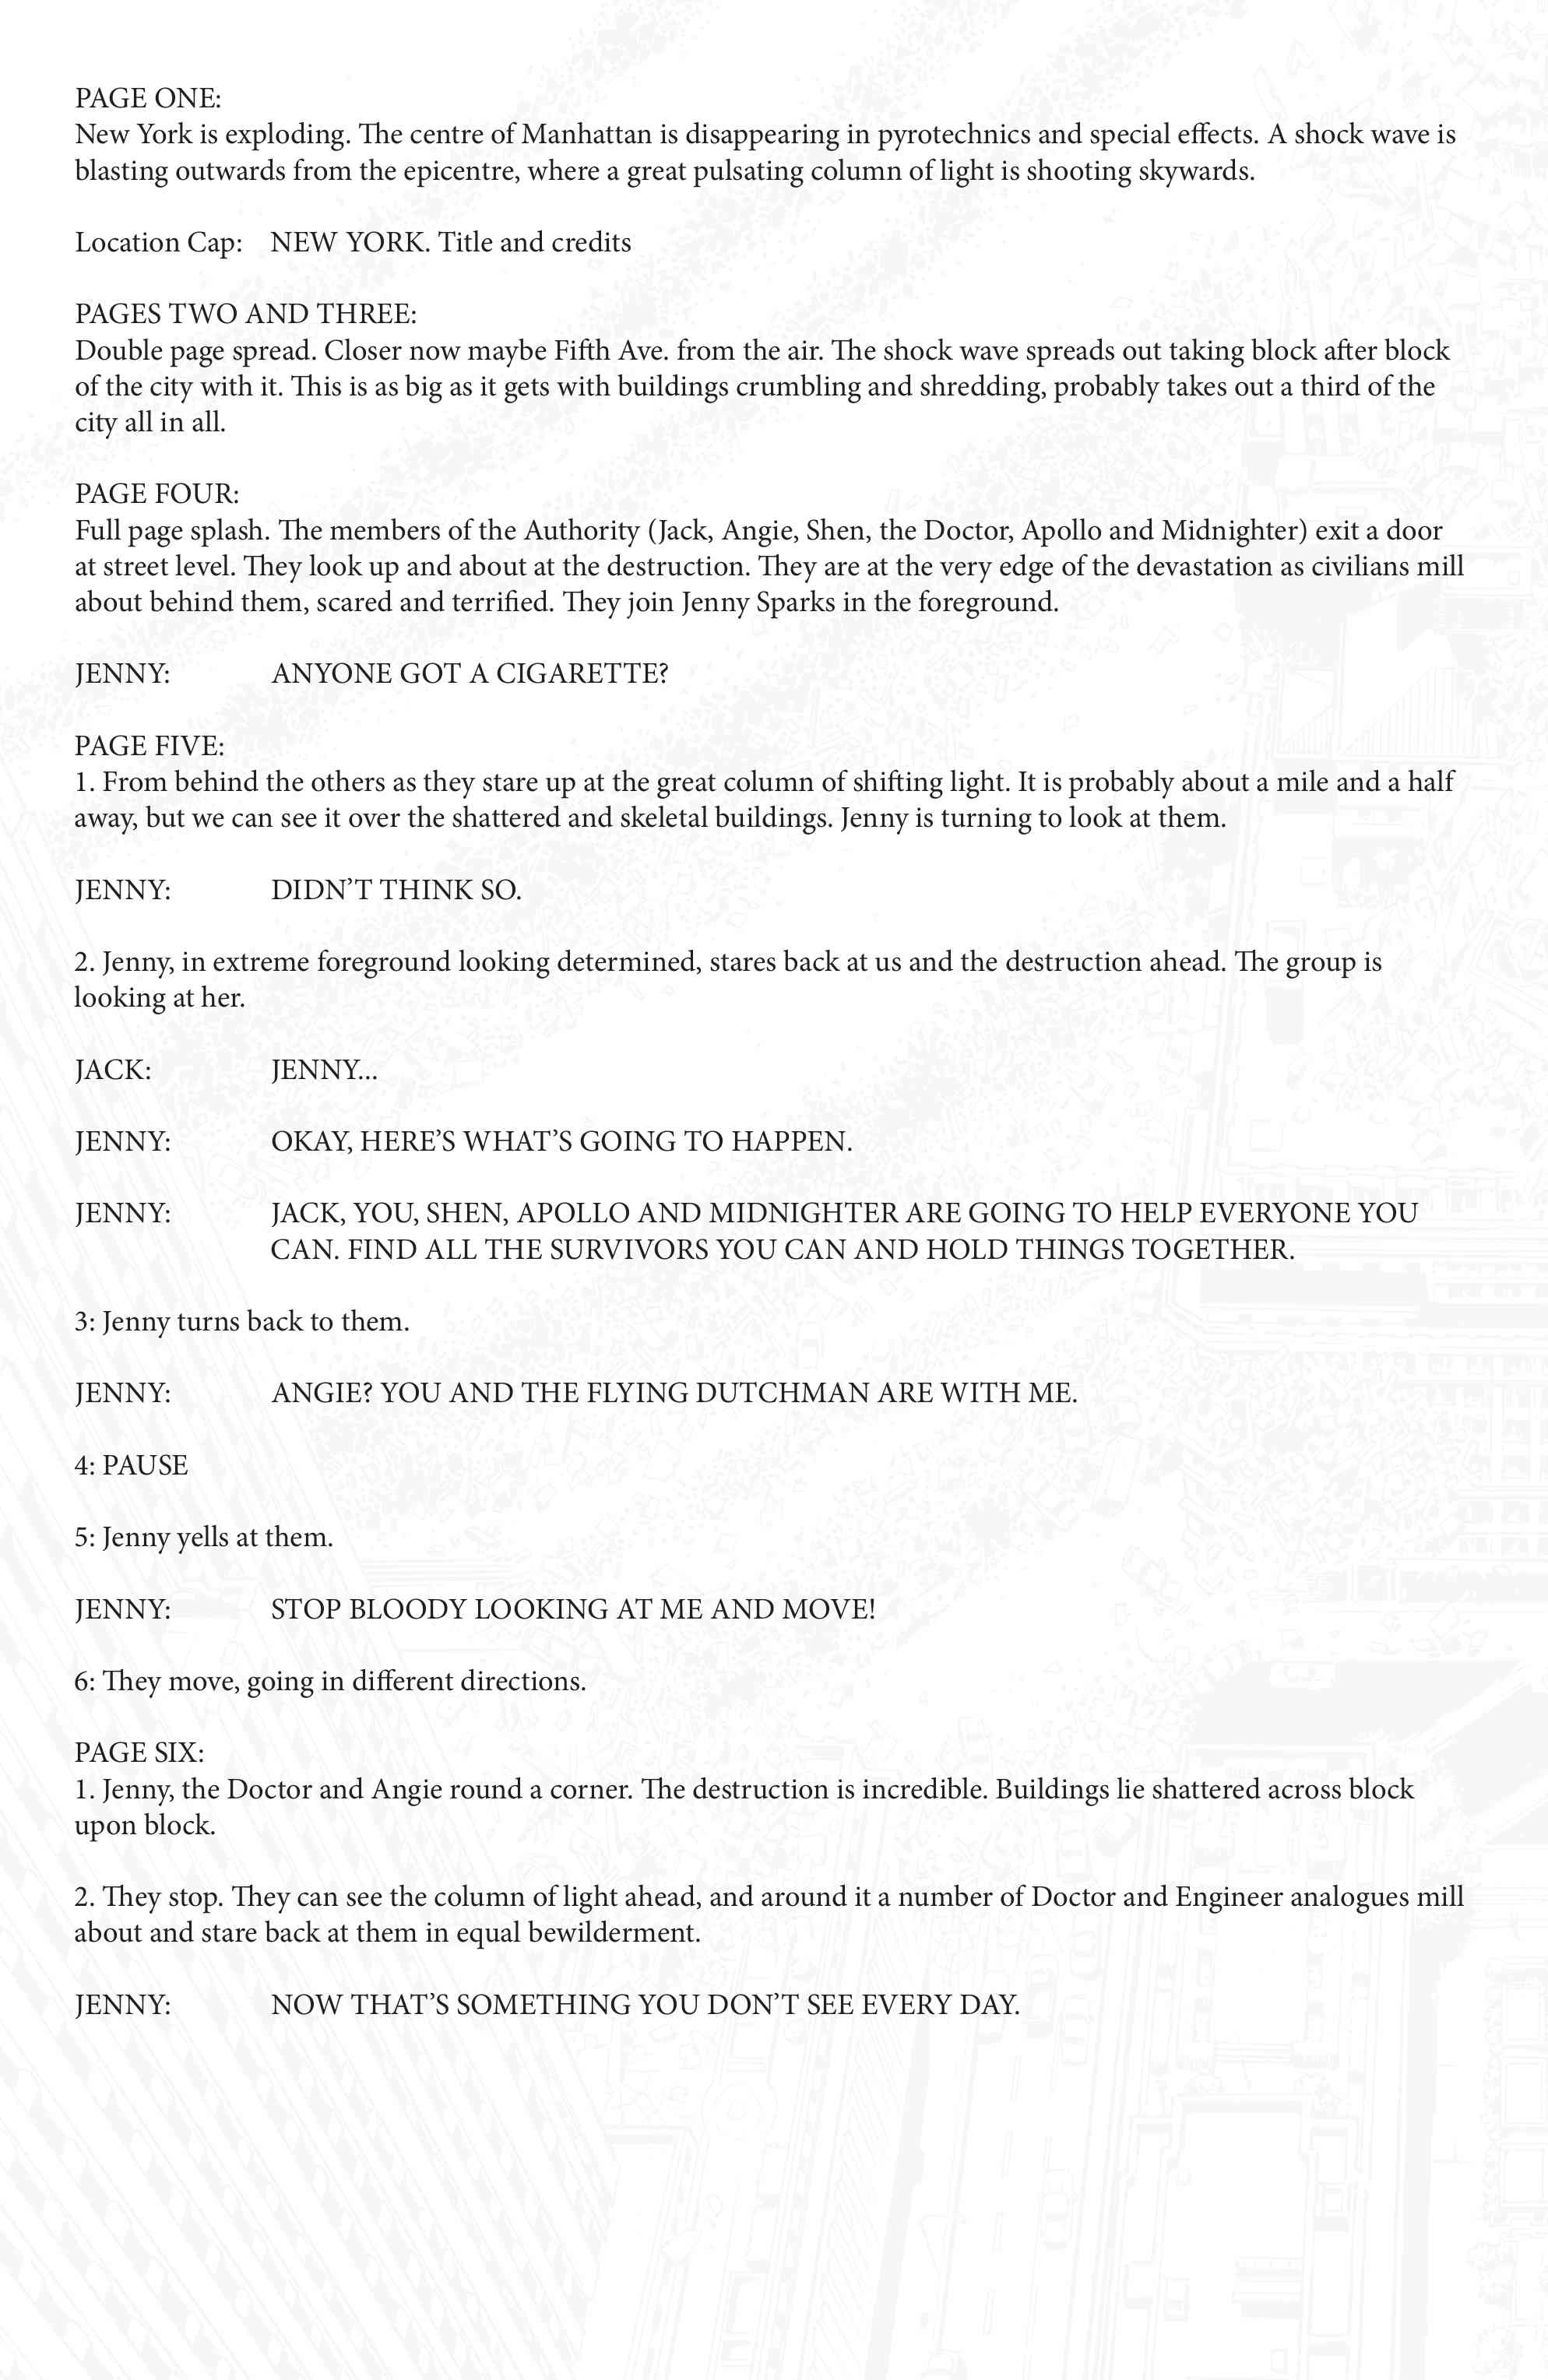 PAGE ONE:
New York is exploding. The centre of Manhattan is disappearing in pyrotechnics and special effects. A shock wave is
blasting outwards from the epicentre, where a great pulsating column of light is shooting skywards.
Location Cap: NEW YORK. Title and credits
PAGES TWO AND THREE:
Double page spread. Closer now maybe Fifth Ave. from the air. The shock wave spreads out taking block after block
of the city with it. This is as big as it gets with buildings crumbling and shredding, probably takes out a third of the
city all in all.
PAGE FOUR:
Full page splash. The members of the Authority (Jack, Angie, Shen, the Doctor, Apollo and Midnighter) exit a door
at street level. They look up and about at the destruction. They are at the very edge of the devastation as civilians mill
about behind them, scared and terrified. They join Jenny Sparks in the foreground.
JENNY: ANYONE GOT A CIGARETTE?
PAGE FIVE:
1. From behind the others as they stare up at the great column of shifting light. It is probably about a mile and a half
away, but we can see it over the shattered and skeletal buildings. Jenny is turning to look at them.
JENNY: DIDN’T THINK SO.
2. Jenny, in extreme foreground looking determined, stares back at us and the destruction ahead. The group is
looking at her.
JACK: JENNY...
JENNY: OKAY, HERE’S WHAT’S GOING TO HAPPEN.
JENNY: JACK, YOU, SHEN, APOLLO AND MIDNIGHTER ARE GOING TO HELP EVERYONE YOU
CAN. FIND ALL THE SURVIVORS YOU CAN AND HOLD THINGS TOGETHER.
3: Jenny turns back to them.
JENNY: ANGIE? YOU AND THE FLYING DUTCHMAN ARE WITH ME.
4: PAUSE
5: Jenny yells at them.
JENNY: STOP BLOODY LOOKING AT ME AND MOVE!
6: They move, going in different directions.
PAGE SIX:
1. Jenny, the Doctor and Angie round a corner. The destruction is incredible. Buildings lie shattered across block
upon block.
2. They stop. They can see the column of light ahead, and around it a number of Doctor and Engineer analogues mill
about and stare back at them in equal bewilderment.
JENNY: NOW THAT’S SOMETHING YOU DON’T SEE EVERY DAY.